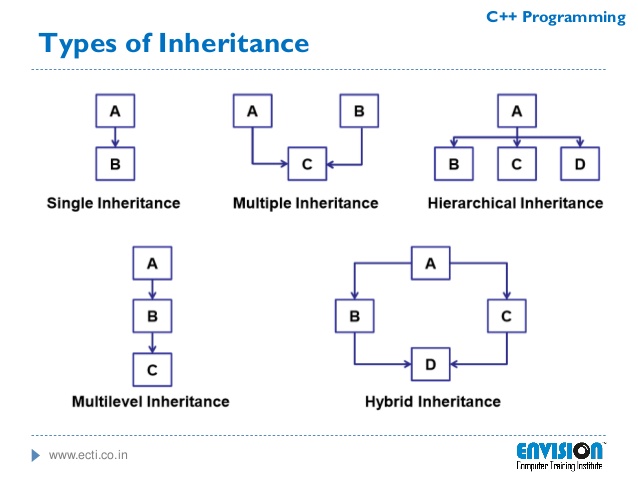 C++ Programming
Types of Inheritance
A
B
Single Inheritance
A B
C
Multiple Inheritance
A
B C D
Hierarchical Inheritance
A
B
C
Multilevel Inheritance
A
B C
D
Hybrid Inheritance
www.ecti.co.in
ENVISION
Computer Training Institute